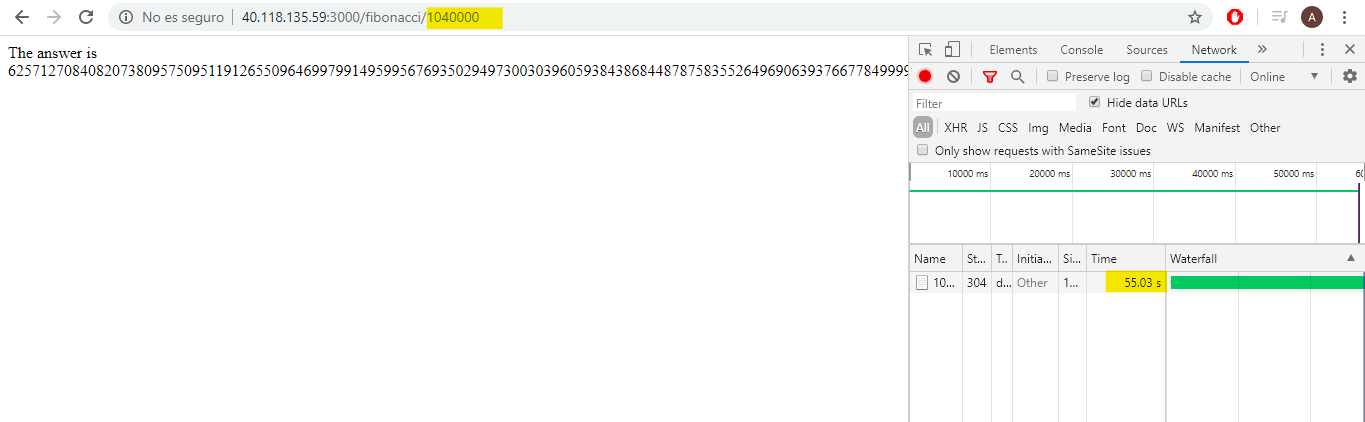 No es seguro 40.118.135.59:3000/fibonacci/1040000 A
The answer is
Elements Console Sources Network »
Preserve log Disable cache Online
Filter Hide data URLs
All XHR JS CSS Img Media Font Doc WS Manifest Other
Only show requests with SameSite issues
10000 ms 20000 ms 30000 ms 40000 ms 50000 ms
Name St... T.. Initia... Si... Time Waterfall
10... 304 d... Other 1... 55.03 s